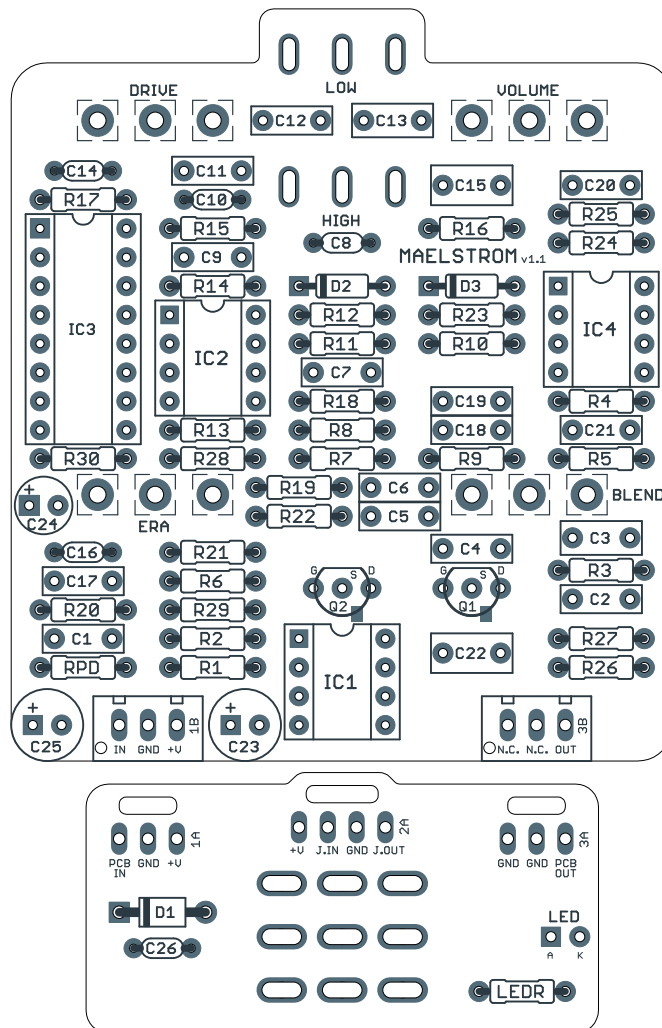 LOW
DRIVE
VOLUME
C12
C13
C14
C11
C15
C20
R17
C10
R25
R15
HIGH
R16
R24
C8
C9
MAELSTROM v1.1
R14
D2
D3
R12
R23
IC3
IC2
IC4
R11
R10
C7
R18
C19
R4
R13
R8
C18
C21
R30
R28
R7
R9
R5
R19
C6
BLEND
+
C24
ERA
R22
C5
C3
C16
R21
C4
C17
R6
G
S
D
G
S
D
R3
C2
R20
R29
Q2
Q1
C1
R2
R27
RPD
R1
IC1
C22
R26
+
C25
IN
GND
+V
1B
+
C23
N.C.
N.C.
OUT
3B
1A
PCB
IN
GND
+V
2A
+V
J.IN
GND
J.OUT
3A
GND
GND
PCB
OUT
D1
LED
C26
A
K
LEDR